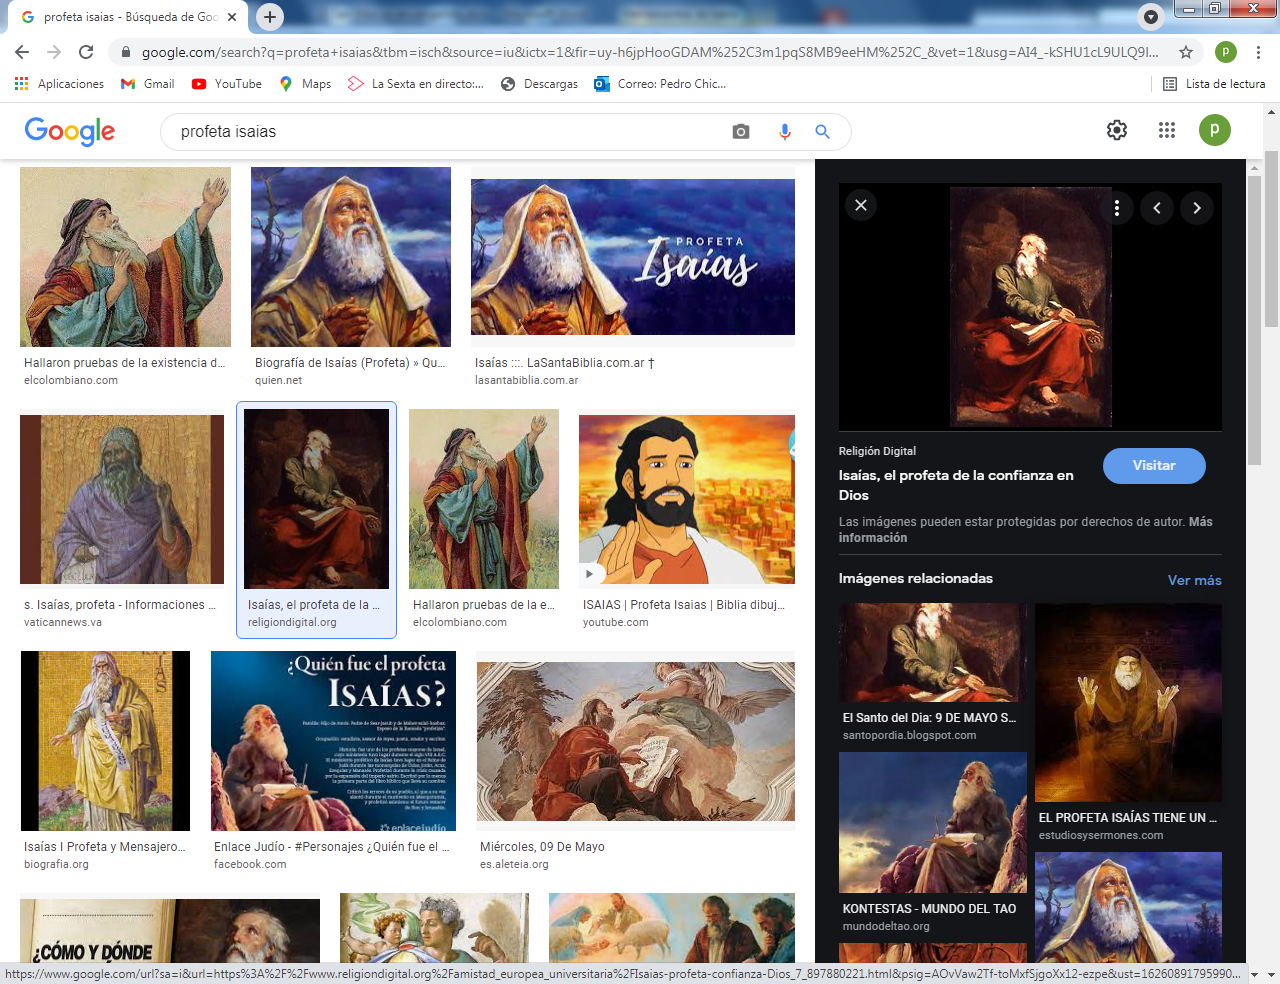 profeta isaias - Búsqueda de Goo
google.com/search?q=profeta+isaias&tbm=isch&source=iu&ictx=1&fir=uy-h6jpHooGDAM%252C3m1pqS8MB9eeHM%252C_&vet=1&usg=AI4_-kSHU1cL9ULQ9I...
p
Aplicaciones
Gmail
YouTube
Maps
La Sexta en directo:...
Descargas
Correo: Pedro Chic...
Lista de lectura
Google
profeta isaias
p
PROFETA
Isaías
Hallaron pruebas de la existencia d...
elcolombiano.com
Biografía de Isaías (Profeta) » Qu...
quien.net
Isaías :::. LaSantaBiblia.com.ar †
lasantabiblia.com.ar
s. Isaías, profeta - Informaciones ...
vaticannews.va
Isaías, el profeta de la ...
religiondigital.org
Hallaron pruebas de la e...
elcolombiano.com
ISAIAS | Profeta Isaias | Biblia dibuj...
youtube.com
¿Quién fue el profeta
ISAÍAS?
enlacejudío
Isaías I Profeta y Mensajero...
biografia.org
Enlace Judío - #Personajes ¿Quién fue el ...
facebook.com
Miércoles, 09 De Mayo
es.aleteia.org
¿CÓMO Y DÓNDE
Religión Digital
Isaías, el profeta de la confianza en
Dios
Visitar
Las imágenes pueden estar protegidas por derechos de autor. Más
información
Imágenes relacionadas
Ver más
El Santo del Dia: 9 DE MAYO S...
santopordia.blogspot.com
EL PROFETA ISAÍAS TIENE UN ...
estudiosysermones.com
KONTESTAS - MUNDO DEL TAO
mundodeltao.org
https://www.google.com/url?sa=i&url=https%3A%2F%2Fwww.religiondigital.org%2Famistad_europea_universitaria%2FIsaias-profeta-confianza-Dios_7_897880221.html&psig=AOvVaw2Tf-toMxfSjgoXx12-ezpe&ust=16260891795990...